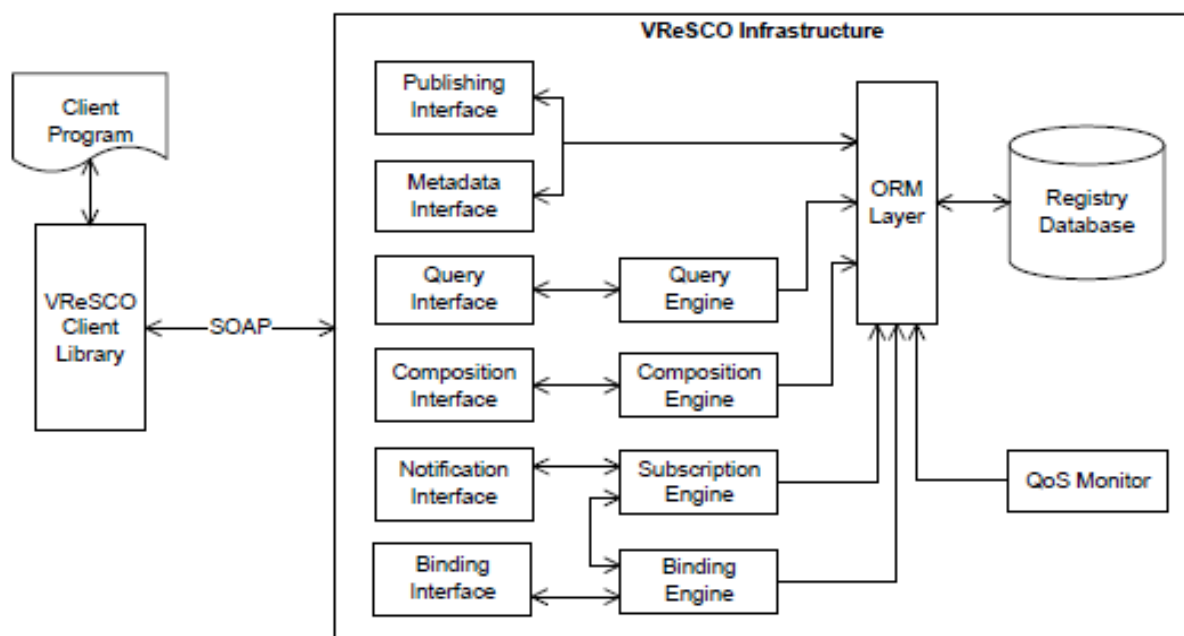 VReSCO Infrastructure
Client
Program
VReSCO
Client
Library
SOAP
Publishing
Interface
Metadata
Interface
Query
Interface
Composition
Interface
Notification
Interface
Binding
Interface
Query
Engine
Composition
Engine
Subscription
Engine
Binding
Engine
ORM
Layer
Registry
Database
QoS Monitor